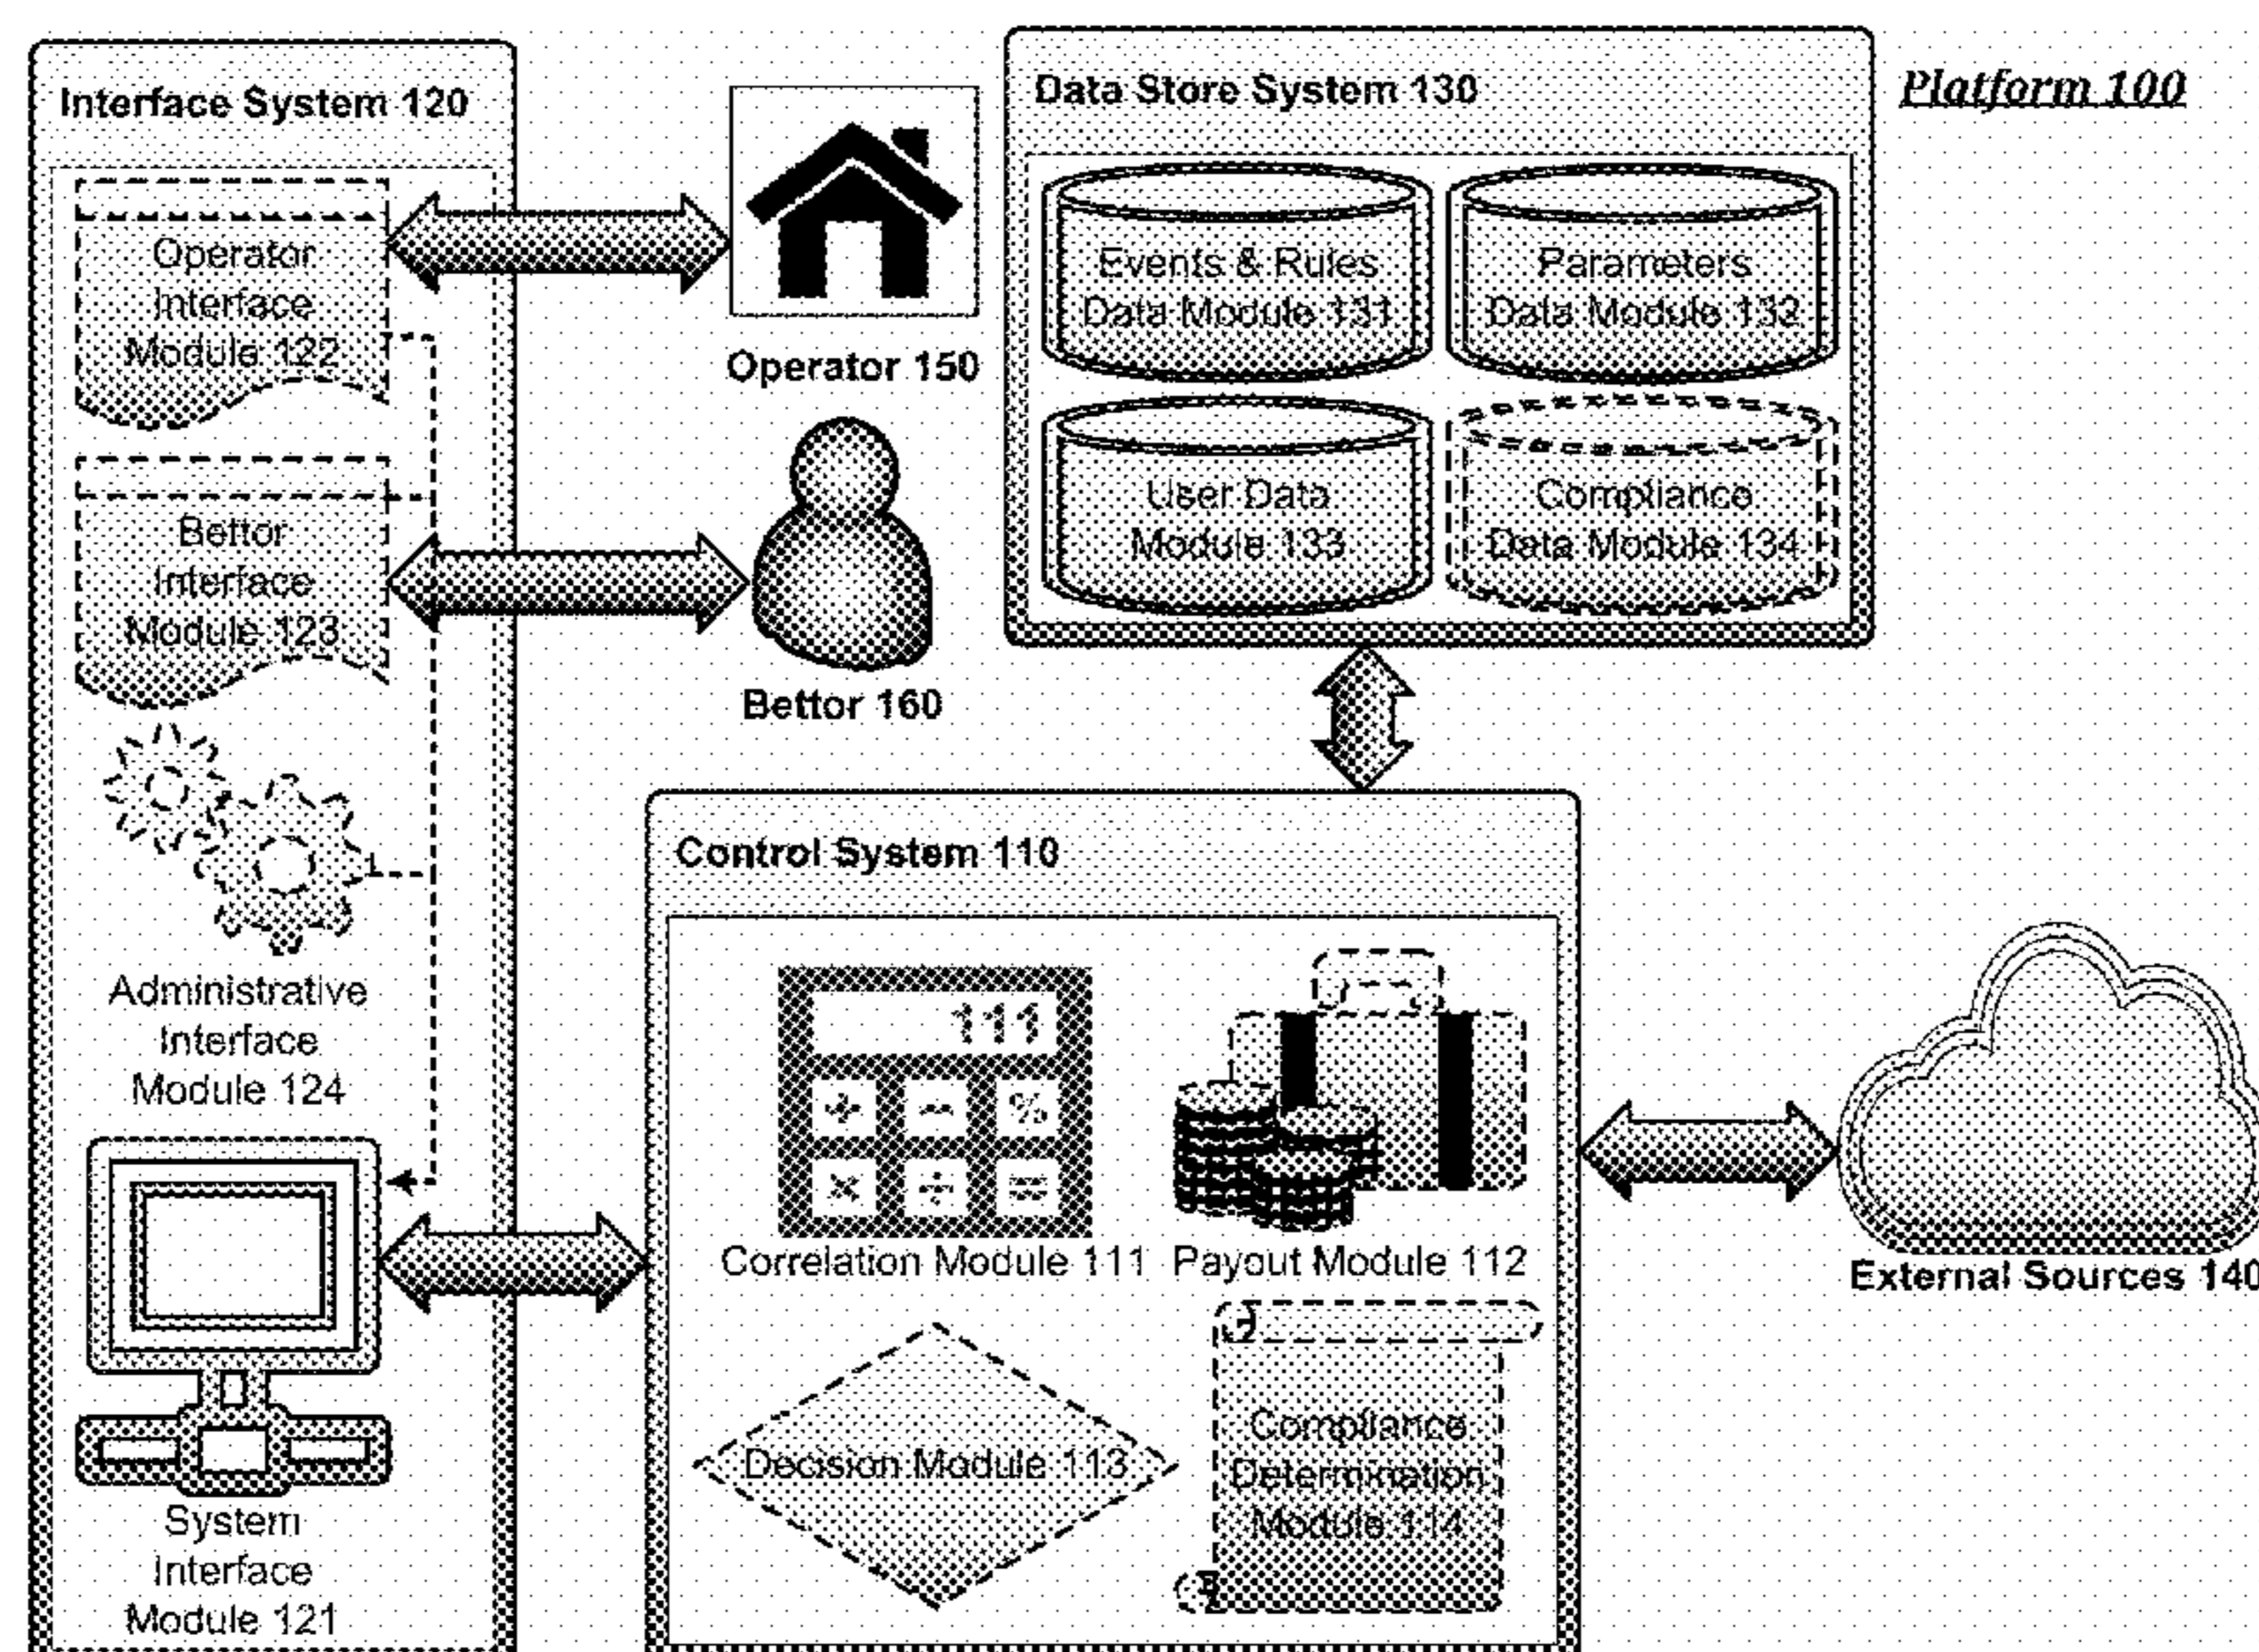 Platform 100
Interface System 120
Operator
Interface
Module 122
Bettor
Interface
Module 123
Administrative
Interface
Module 124
System
Interface
Module 121
Operator 150
Bettor 160
Data Store System 130
Events & Rules
Data Module 131
Parameters
Data Module 132
User Data
Module 133
Compliance
Data Module 134
Control System 110
111
+ − %
× ÷ =
Correlation Module 111
Payout Module 112
Decision Module 113
Compliance
Determination
Module 114
External Sources 140